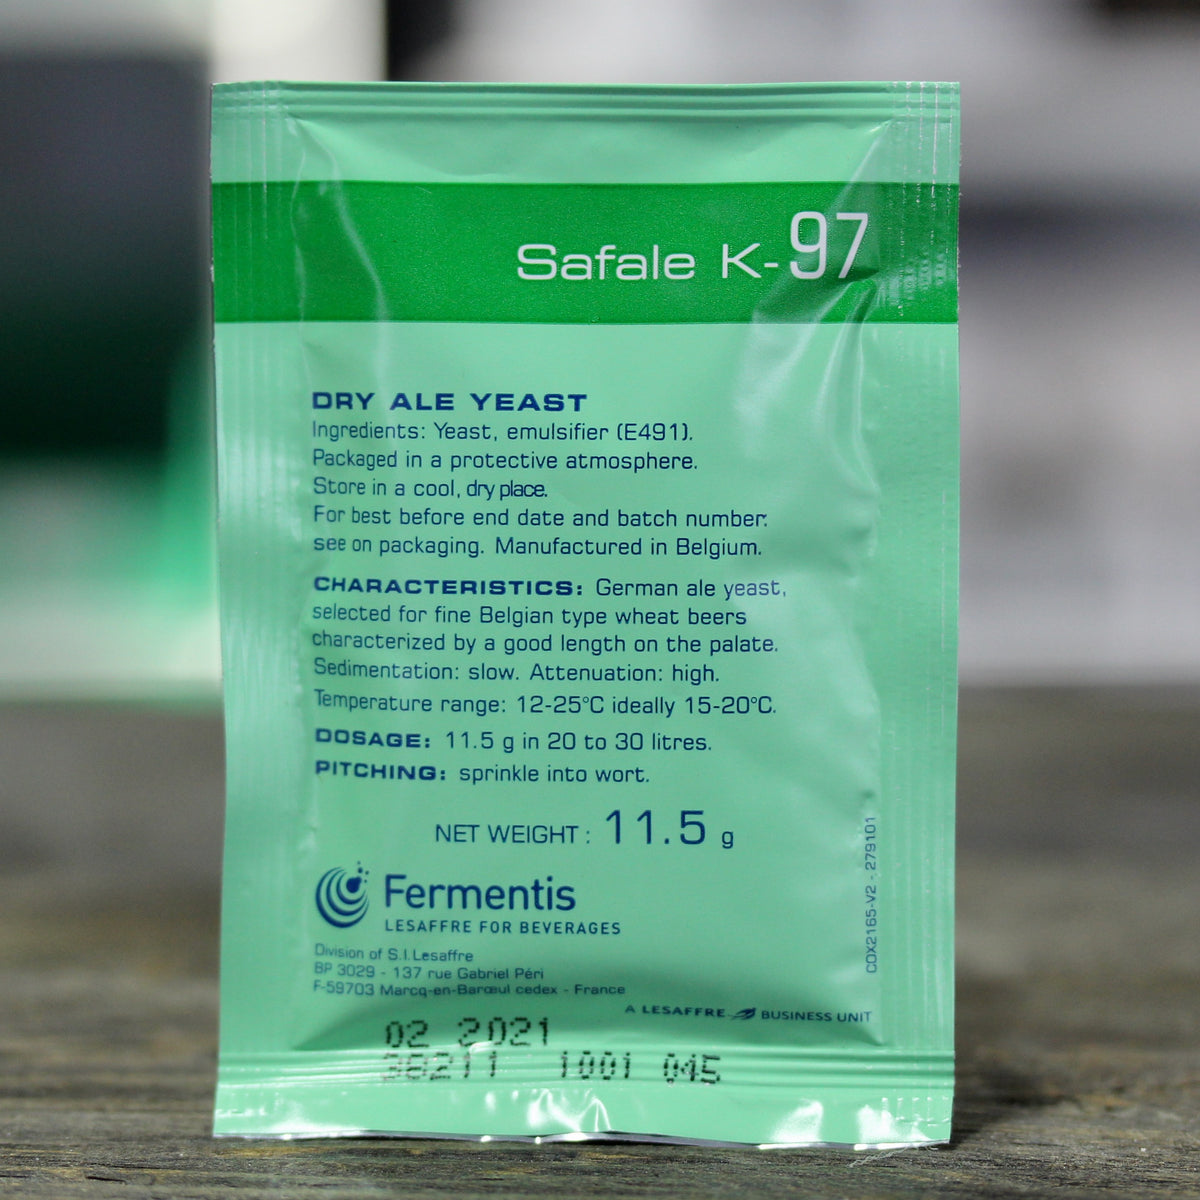 Safale K-97
DRY ALE YEAST
Ingredients: Yeast, emulsifier (E491).
Packaged in a protective atmosphere.
Store in a cool, dry place.
For best before end date and batch number:
see on packaging. Manufactured in Belgium.
CHARACTERISTICS: German ale yeast,
selected for fine Belgian type wheat beers
characterized by a good length on the palate.
Sedimentation: slow. Attenuation: high.
Temperature range: 12-25°C ideally 15-20°C.
DOSAGE: 11.5 g in 20 to 30 litres.
PITCHING: sprinkle into wort.
NET WEIGHT : 11.5 g
Fermentis
LESAFFRE FOR BEVERAGES
Division of S.I.Lesaffre
BP 3029 - 137 rue Gabriel Péri
F-59703 Marcq-en-Barœul cedex - France
A LESAFFRE BUSINESS UNIT
COX2165-V2 - 279101
02 2021
1001 045